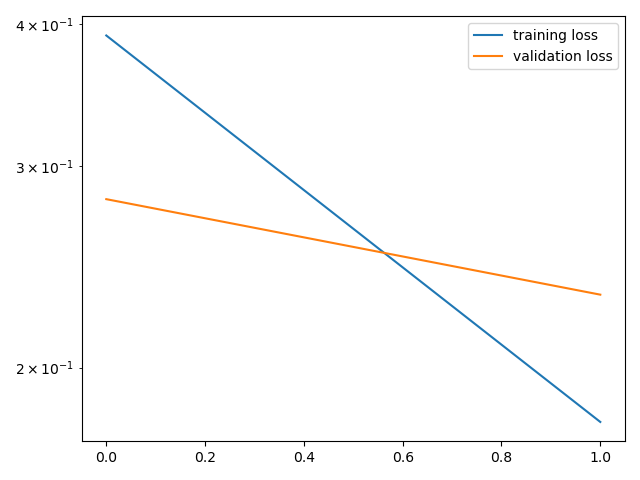 4 × 10⁻¹
3 × 10⁻¹
2 × 10⁻¹
training loss
validation loss
0.0 0.2 0.4 0.6 0.8 1.0